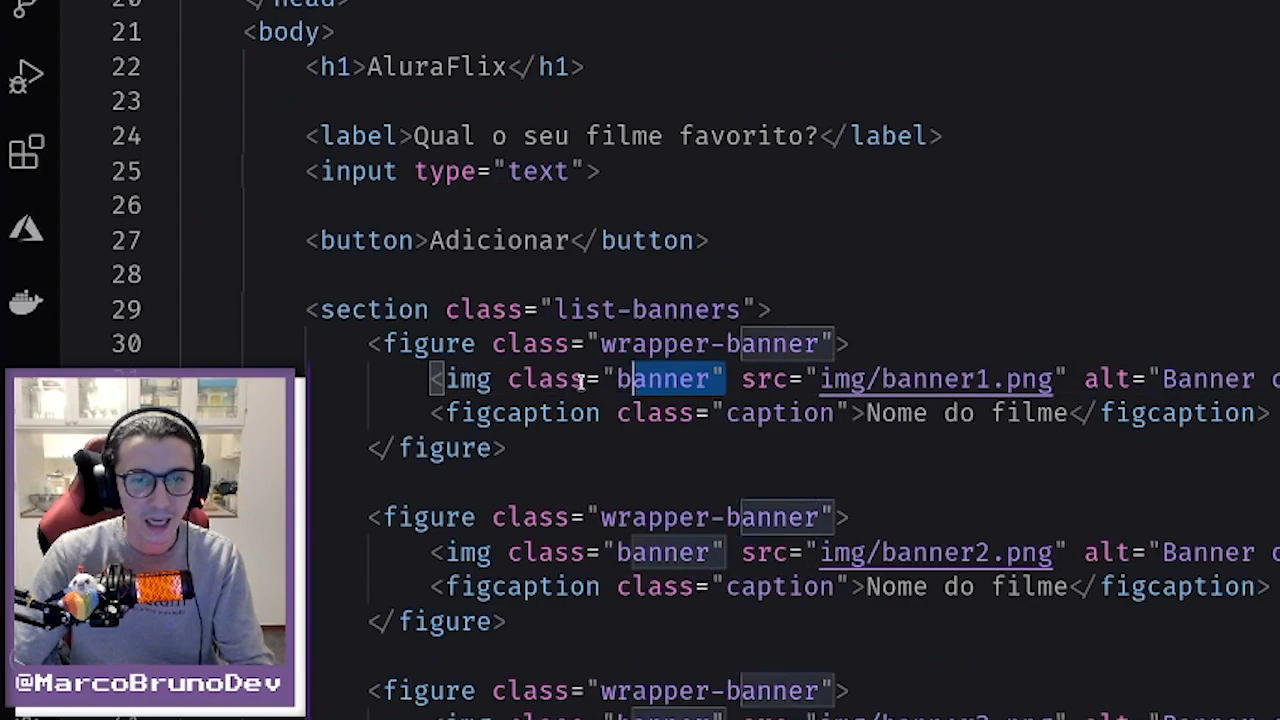 20 </head>
21 <body>
22 <h1>AluraFlix</h1>
23
24 <label>Qual o seu filme favorito?</label>
25 <input type="text">
26
27 <button>Adicionar</button>
28
29 <section class="list-banners">
30 <figure class="wrapper-banner">
<img class="banner" src="img/banner1.png" alt="Banner
<figcaption class="caption">Nome do filme</figcaption>
</figure>
<figure class="wrapper-banner">
<img class="banner" src="img/banner2.png" alt="Banner
<figcaption class="caption">Nome do filme</figcaption>
</figure>
<figure class="wrapper-banner">
@MarcoBrunoDev